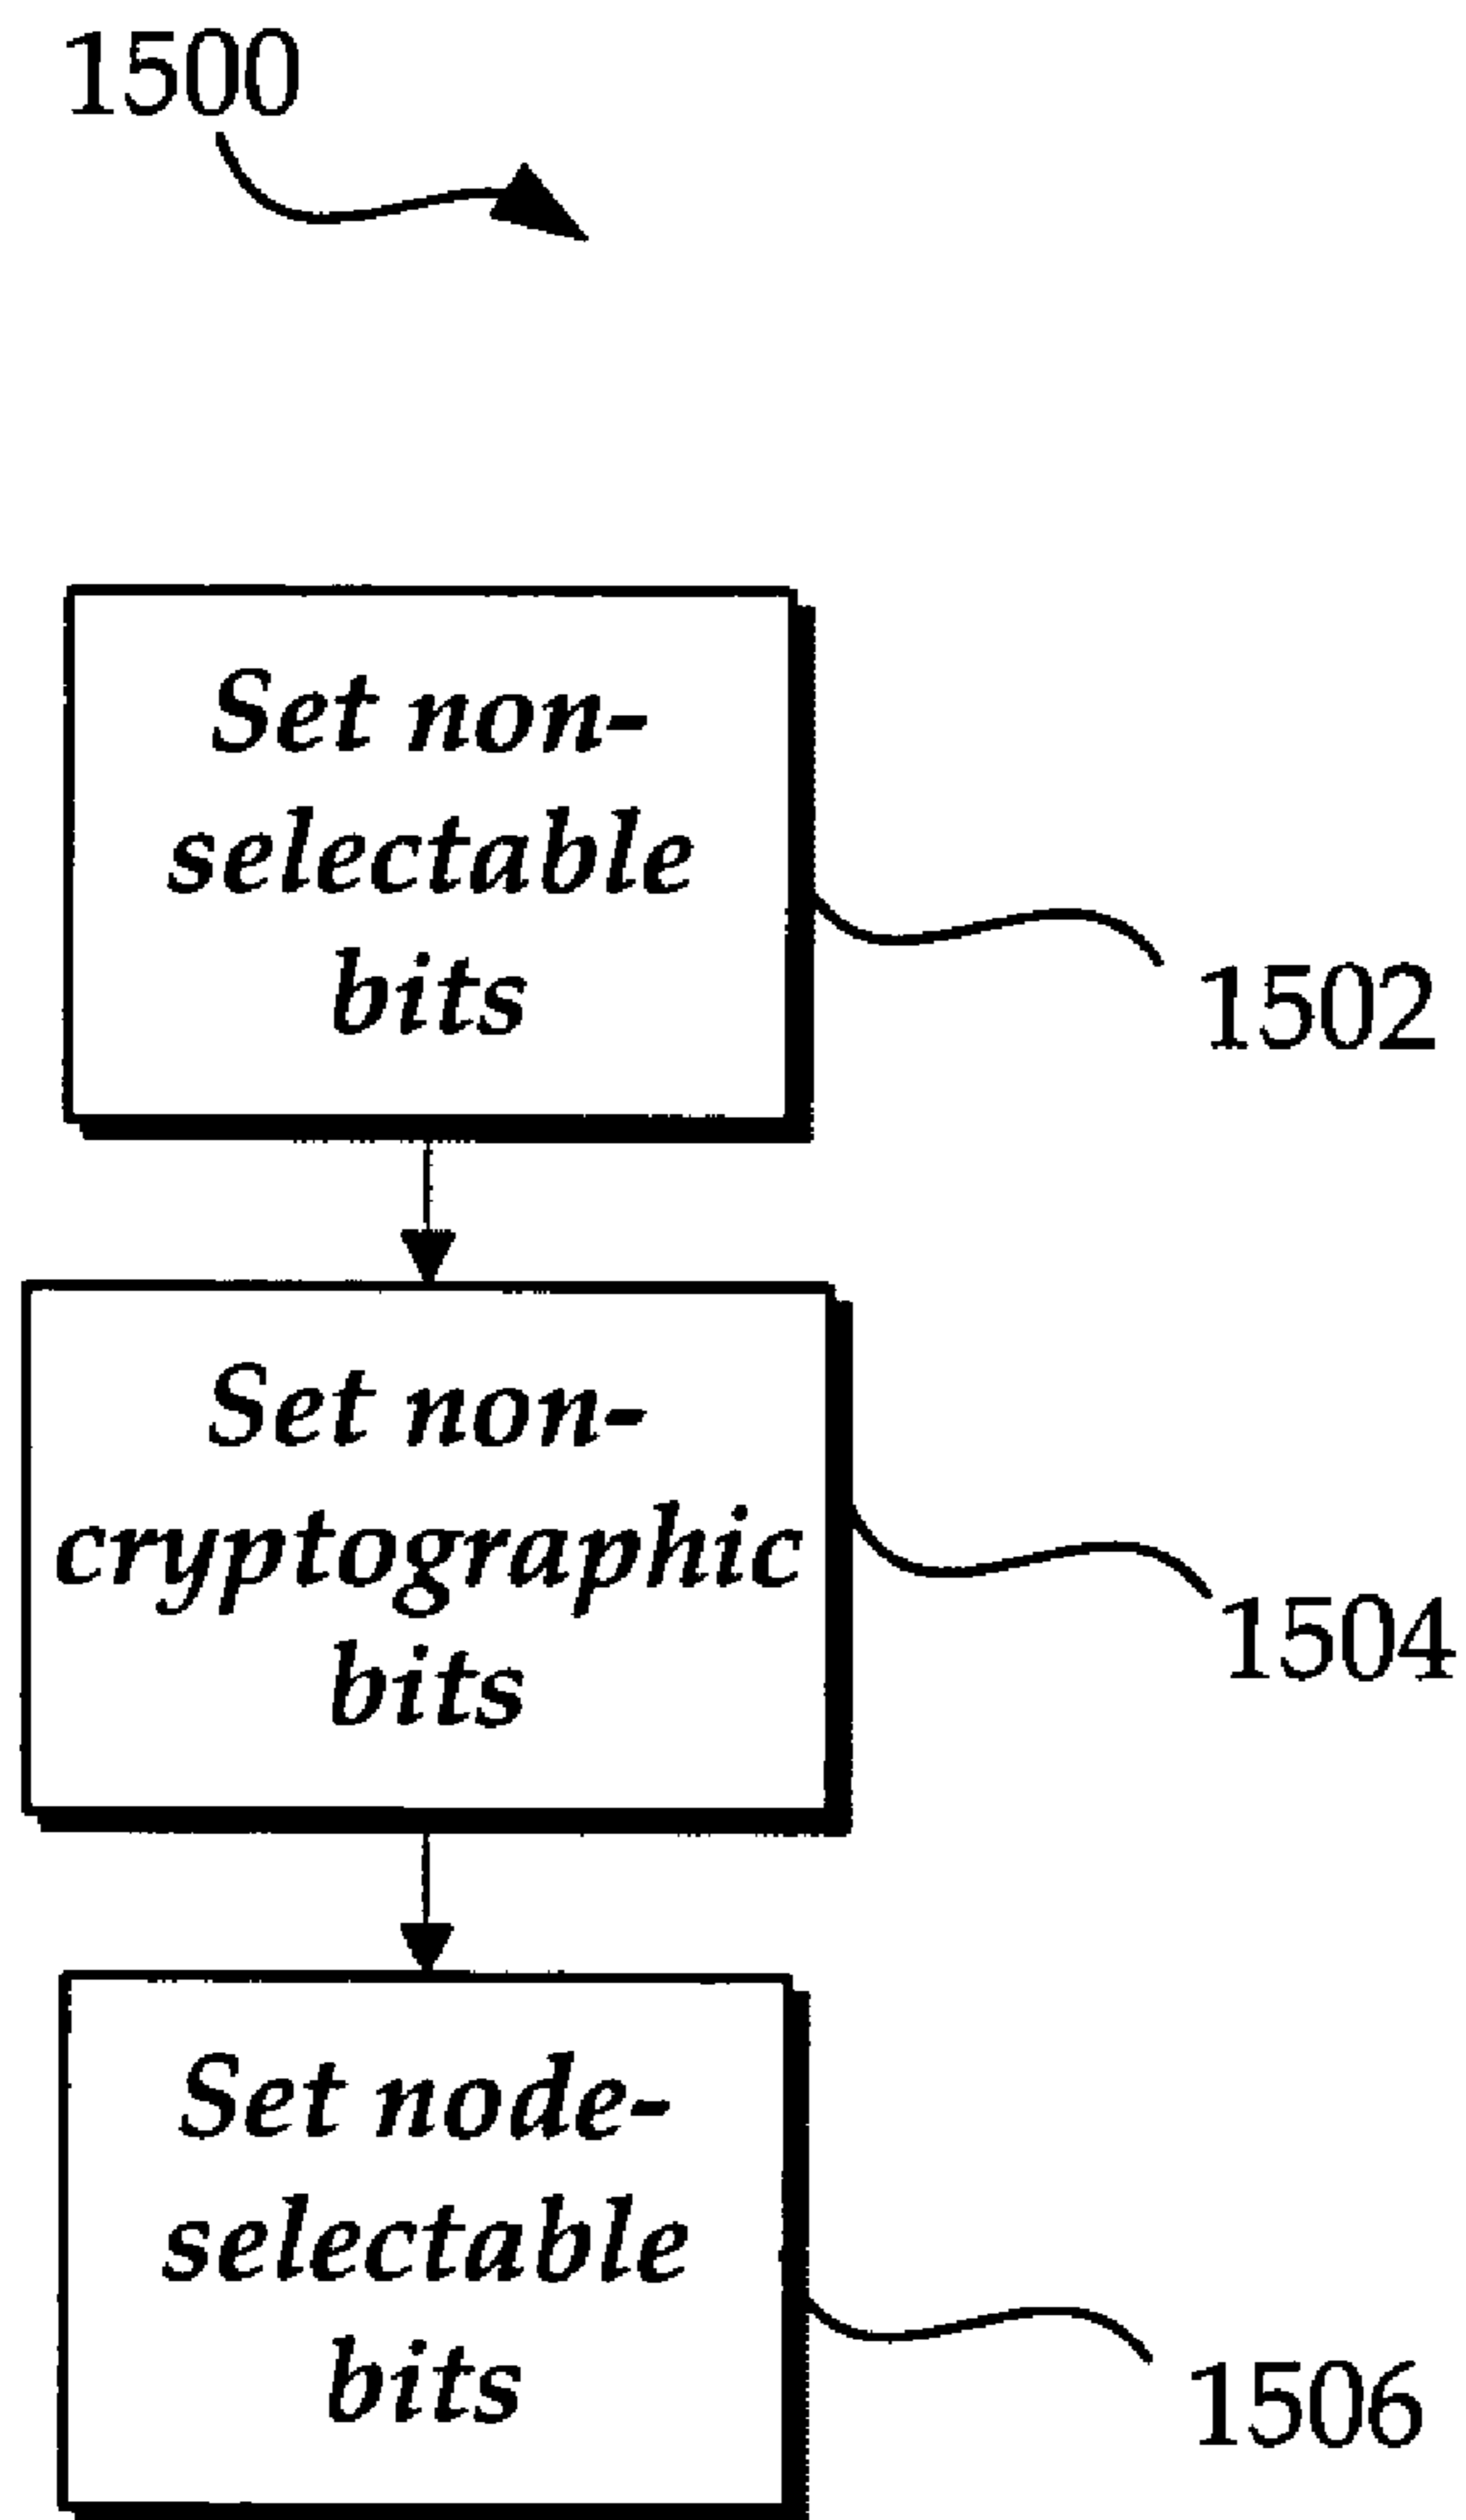 1500
Set non-
selectable
bits
1502
Set non-
cryptographic
bits
1504
Set node-
selectable
bits
1506